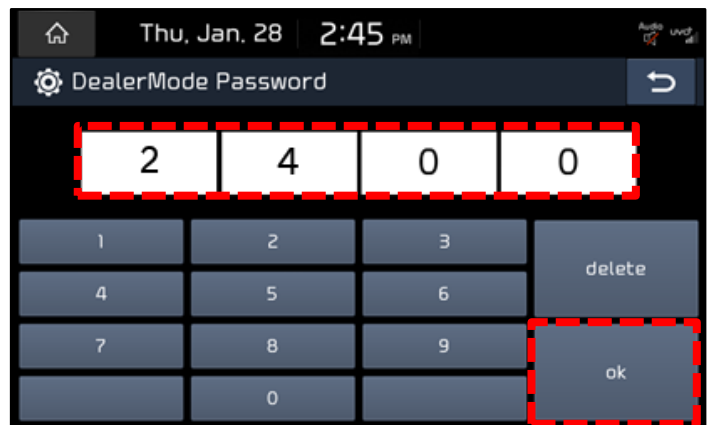 Thu, Jan. 28 2:45 PM Audio uvo
DealerMode Password
2 4 0 0
1 2 3 delete
4 5 6
7 8 9 ok
0